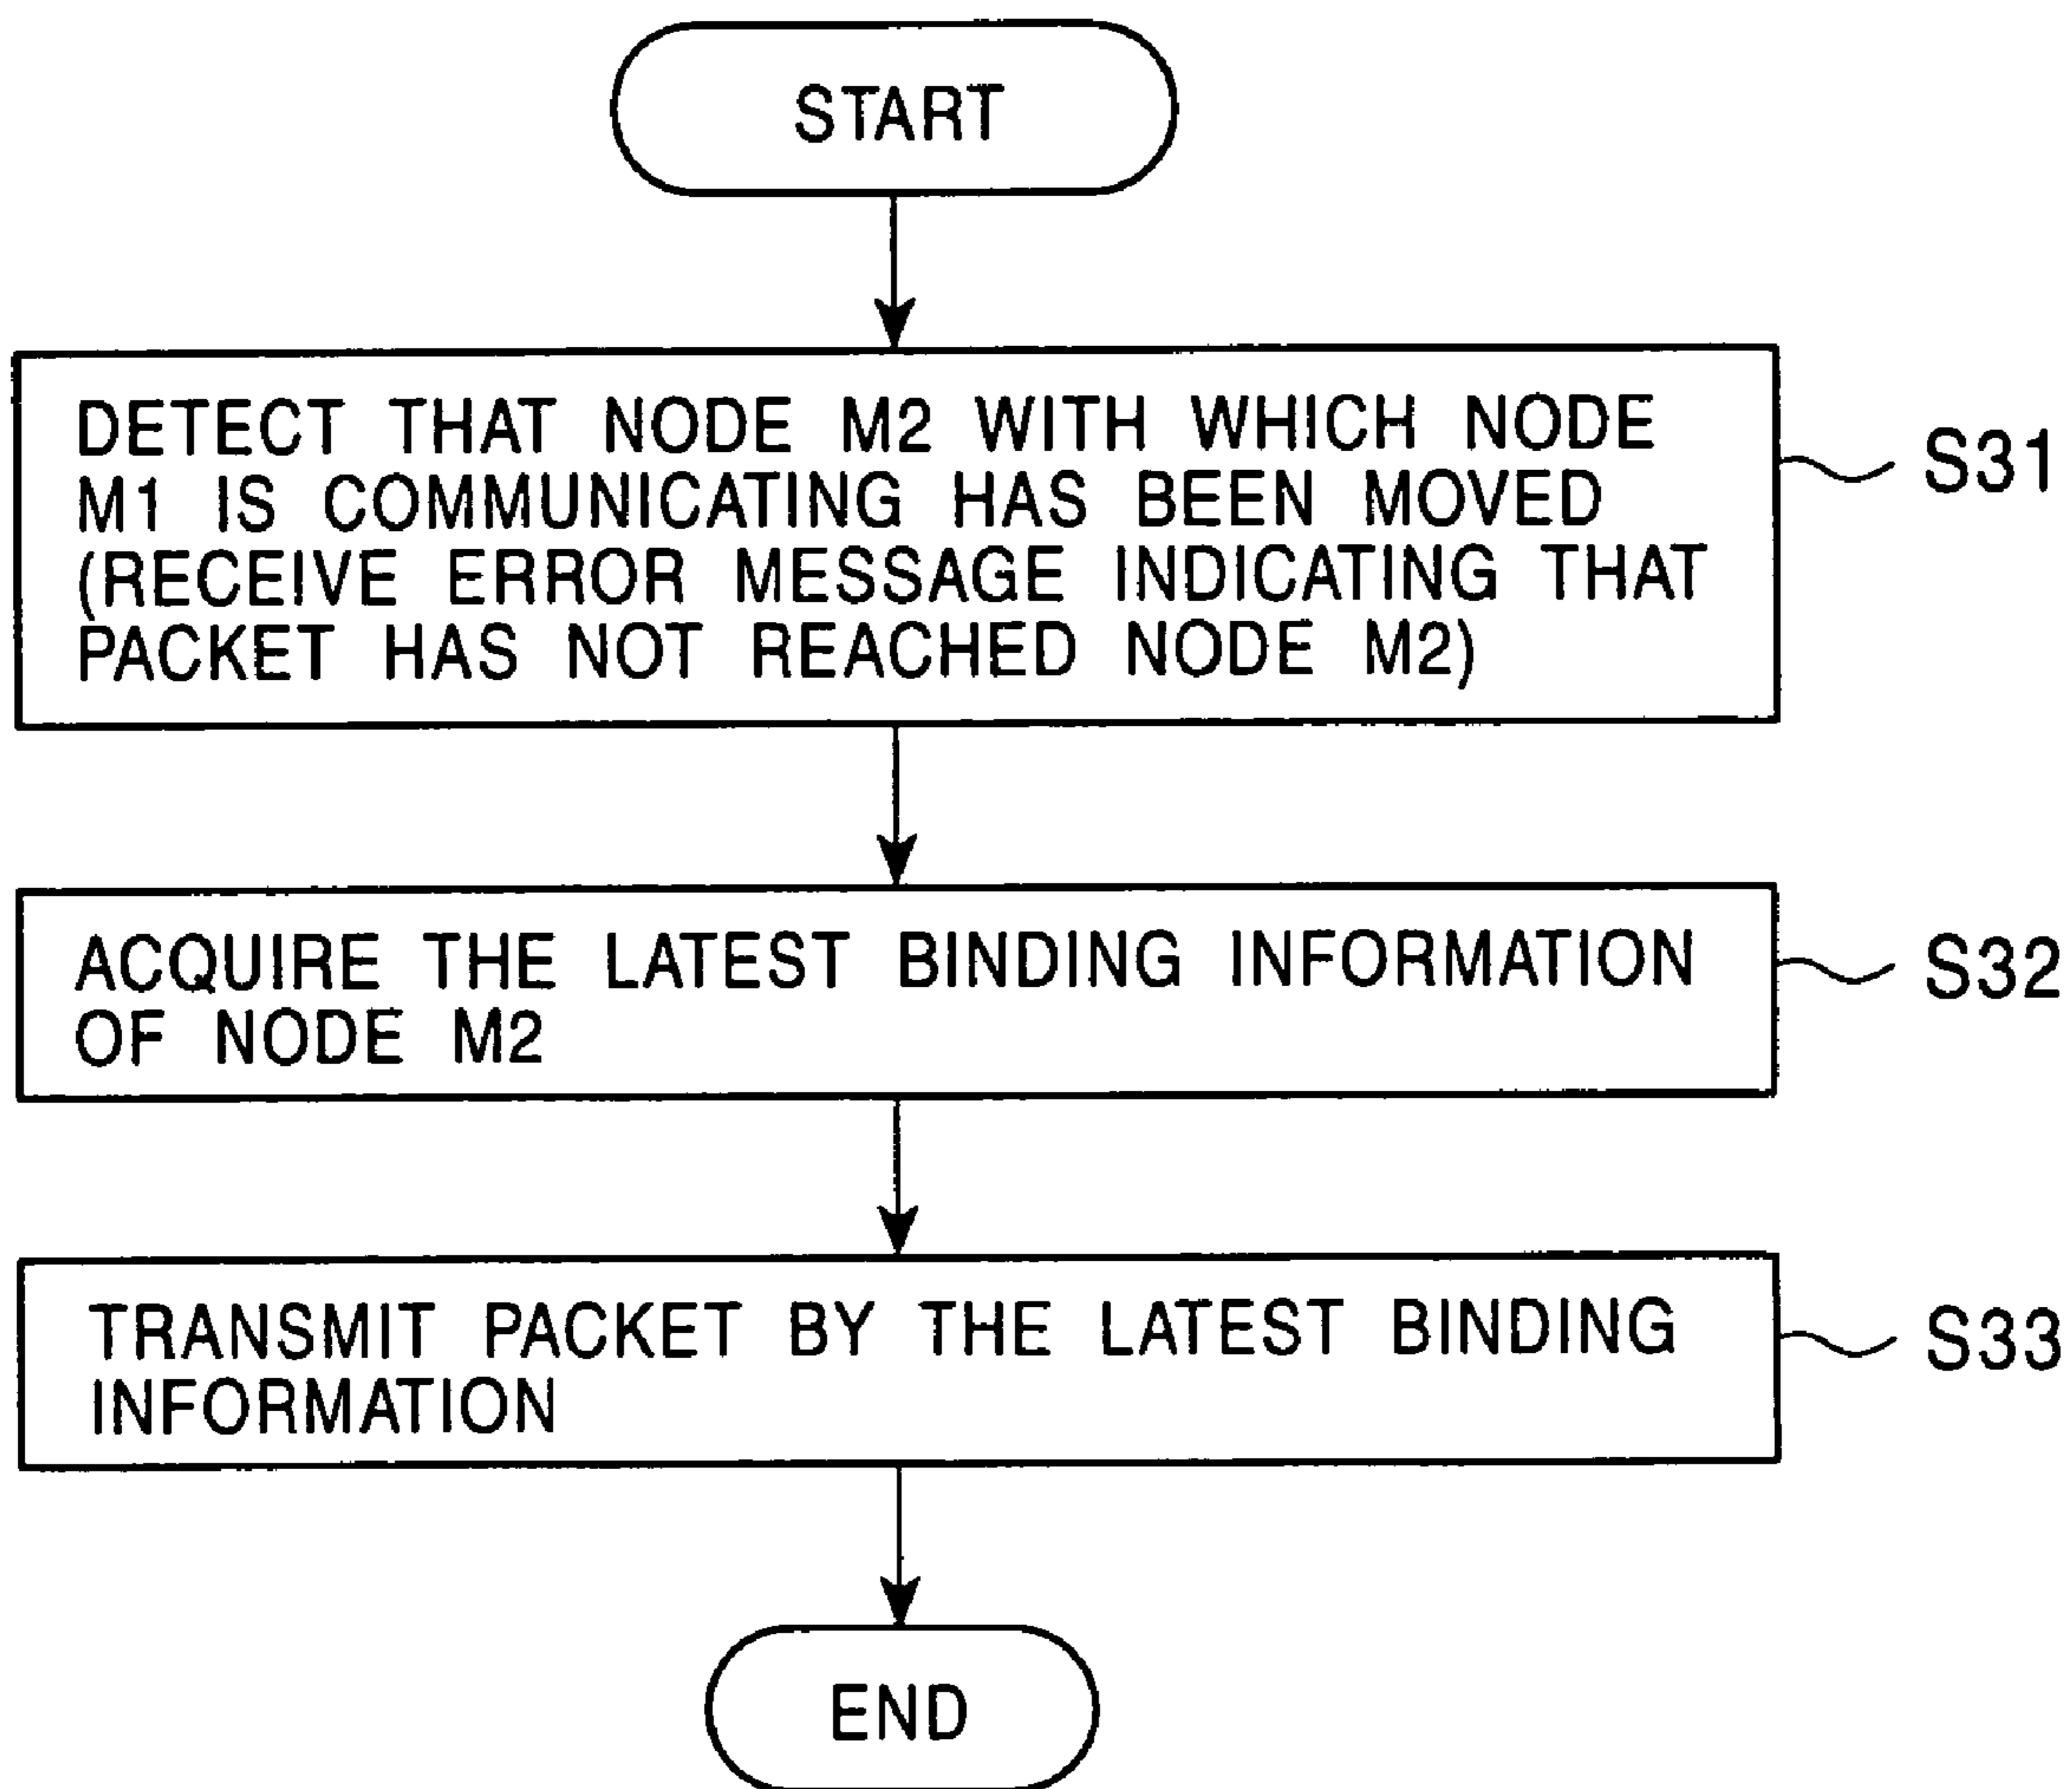 START
DETECT THAT NODE M2 WITH WHICH NODE
M1 IS COMMUNICATING HAS BEEN MOVED
(RECEIVE ERROR MESSAGE INDICATING THAT
PACKET HAS NOT REACHED NODE M2)
S31
ACQUIRE THE LATEST BINDING INFORMATION
OF NODE M2
S32
TRANSMIT PACKET BY THE LATEST BINDING
INFORMATION
S33
END